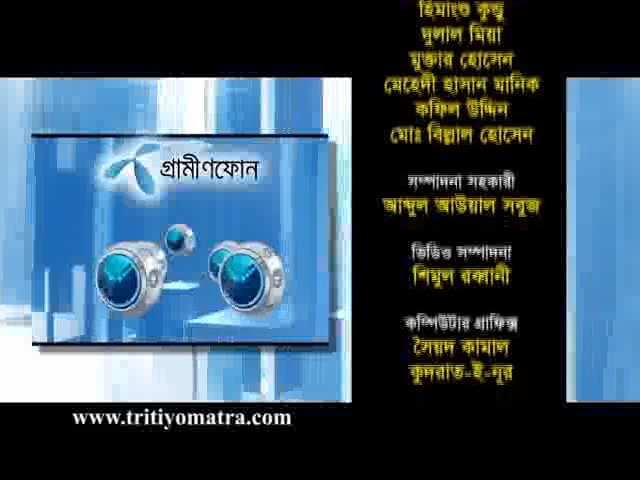 হিমাংশু কুন্ডু
দুলাল মিয়া
মুক্তার হোসেন
মেহেদী হাসান মানিক
কফিল উদ্দিন
মোঃ বিল্লাল হোসেন
সম্পাদনা সহকারী
আব্দুল আউয়াল সবুজ
ভিডিও সম্পাদনা
শিমুল রব্বানী
কম্পিউটার গ্রাফিক্স
সৈয়দ কামাল
কুদরাত-ই-নূর
গ্রামীণফোন
www.tritiyomatra.com